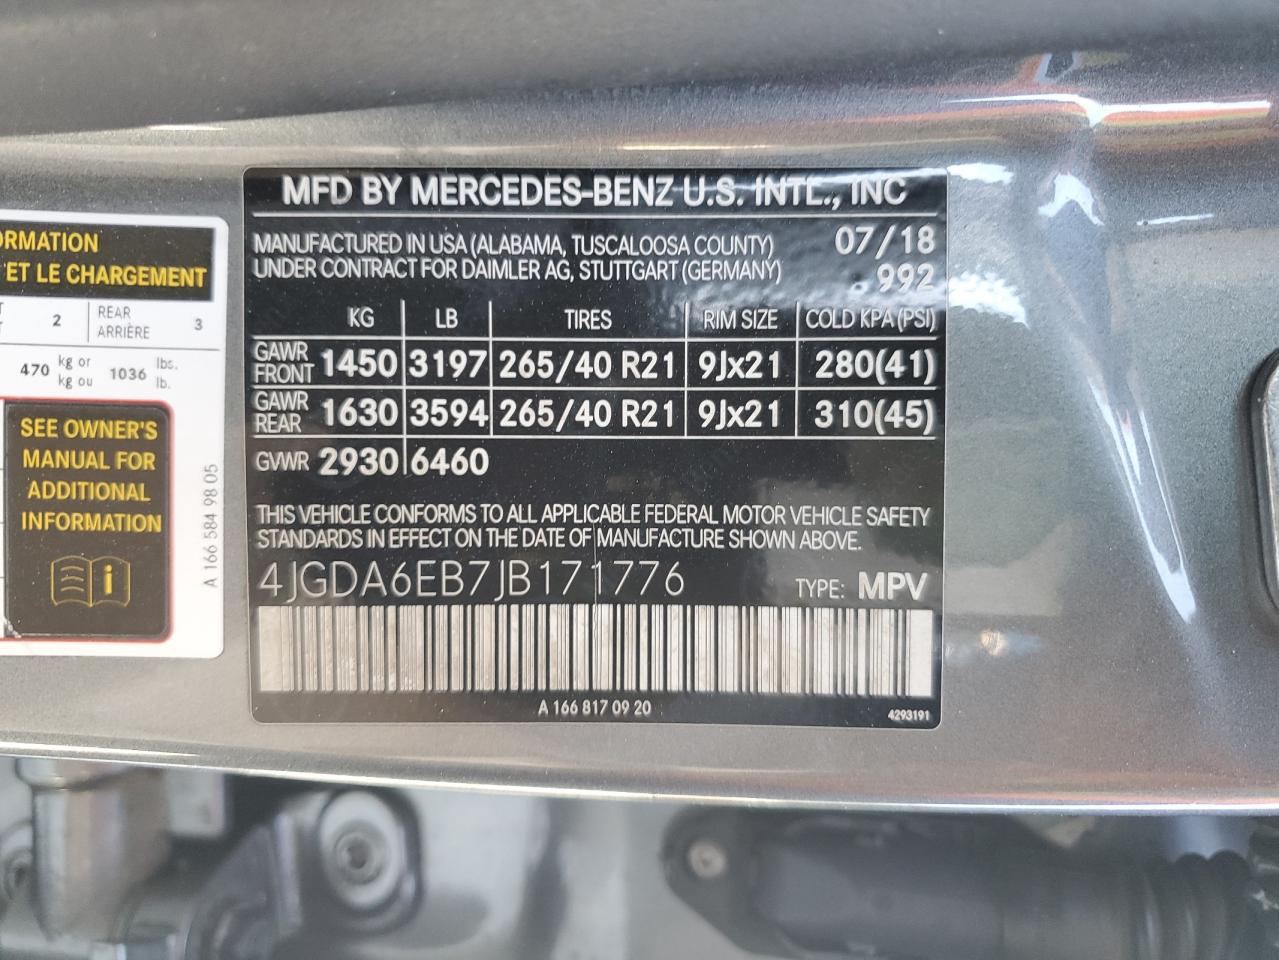 ORMATION
ET LE CHARGEMENT
2 REAR ARRIÈRE 3
470 kg or kg ou 1036 lbs. lb.
SEE OWNER'S
MANUAL FOR
ADDITIONAL
INFORMATION
i
A 166 584 98 05
MFD BY MERCEDES-BENZ U.S. INTL., INC
MANUFACTURED IN USA (ALABAMA, TUSCALOOSA COUNTY) 07/18
UNDER CONTRACT FOR DAIMLER AG, STUTTGART (GERMANY) 992
KG LB TIRES RIM SIZE COLD KPA (PSI)
GAWR FRONT 1450 3197 265/40 R21 9Jx21 280(41)
GAWR REAR 1630 3594 265/40 R21 9Jx21 310(45)
GVWR 2930 6460
THIS VEHICLE CONFORMS TO ALL APPLICABLE FEDERAL MOTOR VEHICLE SAFETY
STANDARDS IN EFFECT ON THE DATE OF MANUFACTURE SHOWN ABOVE.
4JGDA6EB7JB171776 TYPE: MPV
A 166 817 09 20
4293191